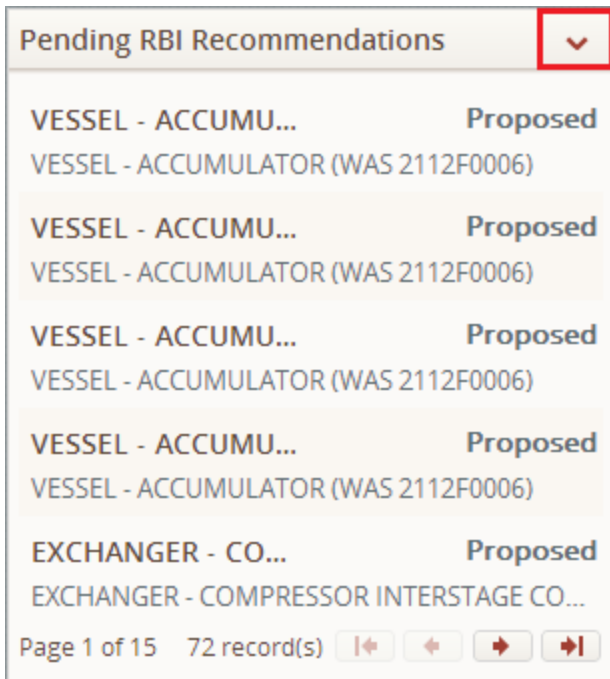 Pending RBI Recommendations
VESSEL - ACCUMU... Proposed
VESSEL - ACCUMULATOR (WAS 2112F0006)
VESSEL - ACCUMU... Proposed
VESSEL - ACCUMULATOR (WAS 2112F0006)
VESSEL - ACCUMU... Proposed
VESSEL - ACCUMULATOR (WAS 2112F0006)
VESSEL - ACCUMU... Proposed
VESSEL - ACCUMULATOR (WAS 2112F0006)
EXCHANGER - CO... Proposed
EXCHANGER - COMPRESSOR INTERSTAGE CO...
Page 1 of 15 72 record(s)